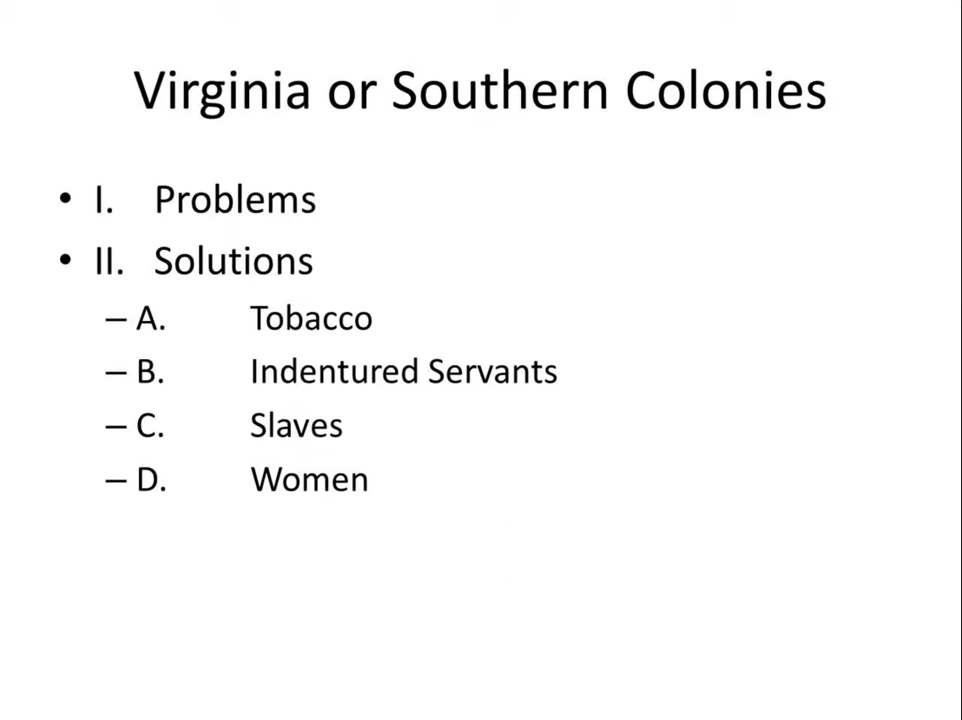 Virginia or Southern Colonies
• I. Problems
• II. Solutions
– A. Tobacco
– B. Indentured Servants
– C. Slaves
– D. Women